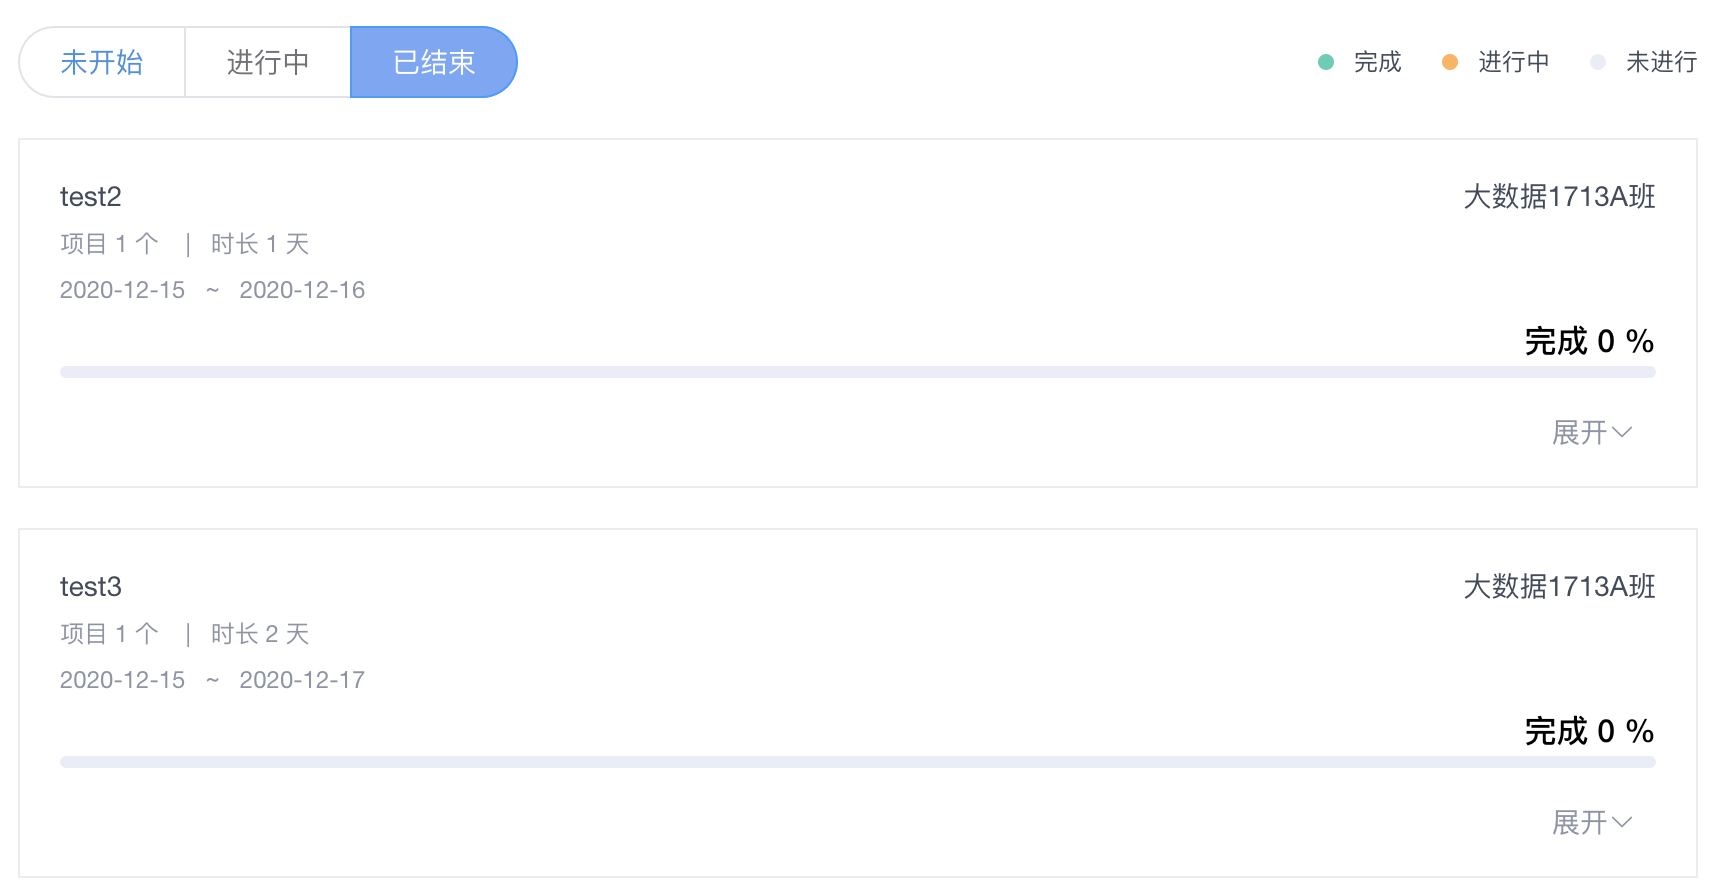 未开始 进行中 已结束 完成 进行中 未进行
test2 大数据1713A班
项目 1 个 | 时长 1 天
2020-12-15 ~ 2020-12-16
完成 0 %
展开
test3 大数据1713A班
项目 1 个 | 时长 2 天
2020-12-15 ~ 2020-12-17
完成 0 %
展开